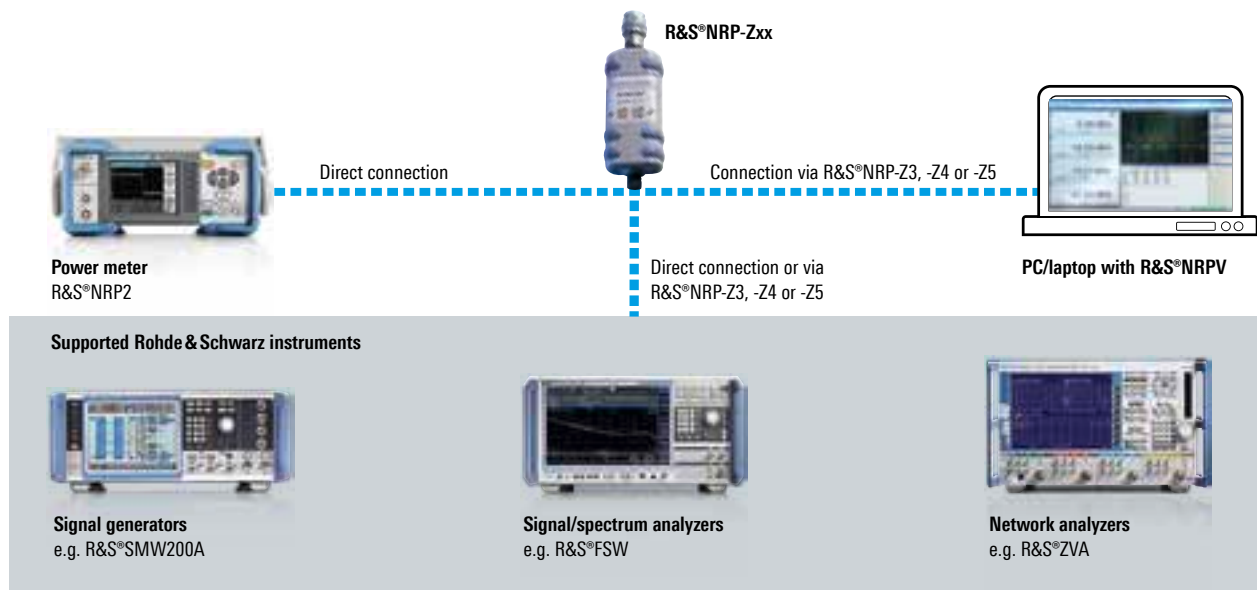 R&S®NRP-Zxx
Direct connection
Connection via R&S®NRP-Z3, -Z4 or -Z5
Power meter
R&S®NRP2
Direct connection or via
R&S®NRP-Z3, -Z4 or -Z5
PC/laptop with R&S®NRPV
Supported Rohde & Schwarz instruments
Signal generators
e.g. R&S®SMW200A
Signal/spectrum analyzers
e.g. R&S®FSW
Network analyzers
e.g. R&S®ZVA